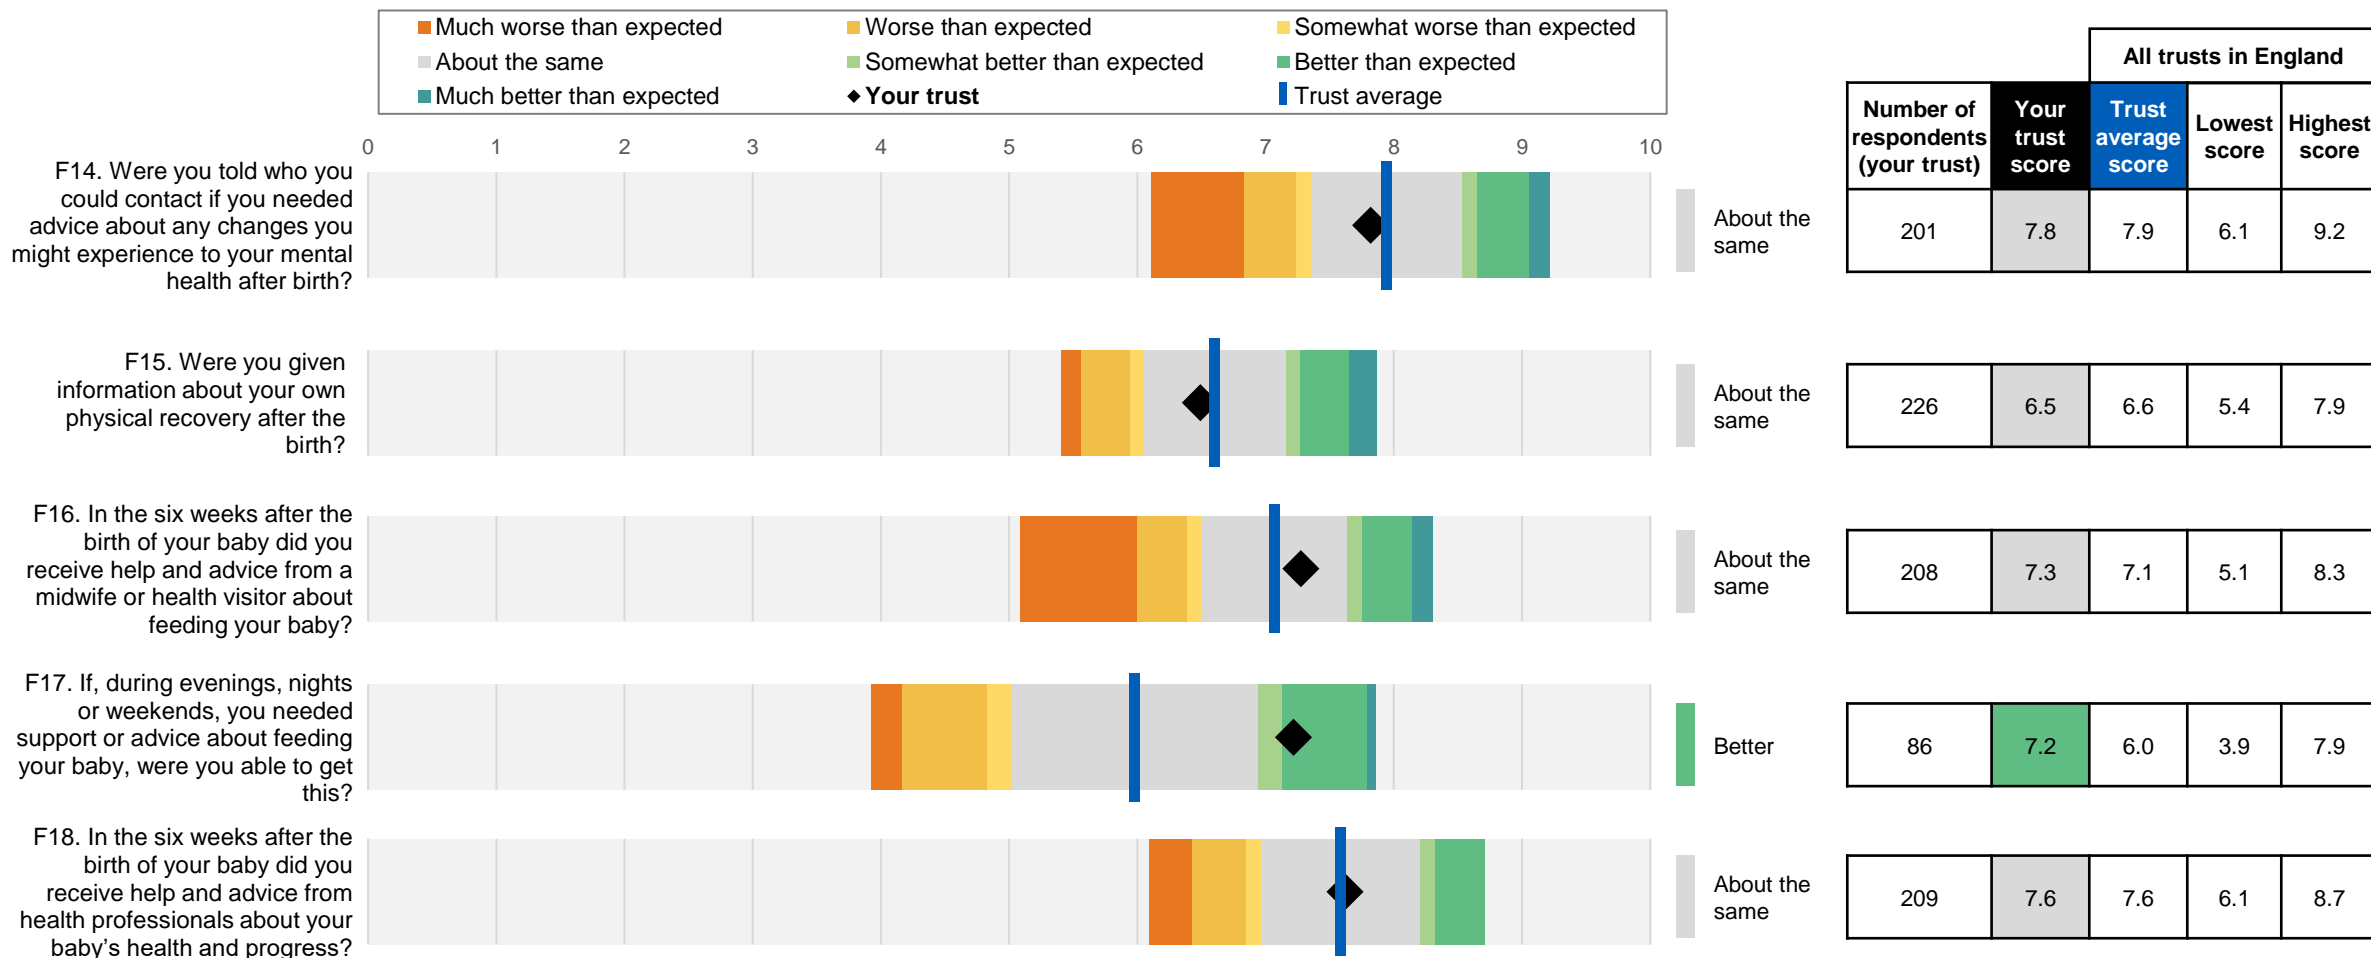 Much worse than expected
Worse than expected
Somewhat worse than expected
About the same
Somewhat better than expected
Better than expected
Much better than expected
Your trust
Trust average
All trusts in England
Number of
respondents
(your trust)
Your
trust
score
Trust
average
score
Lowest
score
Highest
score
0 1 2 3 4 5 6 7 8 9 10
F14. Were you told who you
could contact if you needed
advice about any changes you
might experience to your mental
health after birth?
About the
same
201 7.8 7.9 6.1 9.2
F15. Were you given
information about your own
physical recovery after the
birth?
About the
same
226 6.5 6.6 5.4 7.9
F16. In the six weeks after the
birth of your baby did you
receive help and advice from a
midwife or health visitor about
feeding your baby?
About the
same
208 7.3 7.1 5.1 8.3
F17. If, during evenings, nights
or weekends, you needed
support or advice about feeding
your baby, were you able to get
this?
Better
86 7.2 6.0 3.9 7.9
F18. In the six weeks after the
birth of your baby did you
receive help and advice from
health professionals about your
baby’s health and progress?
About the
same
209 7.6 7.6 6.1 8.7